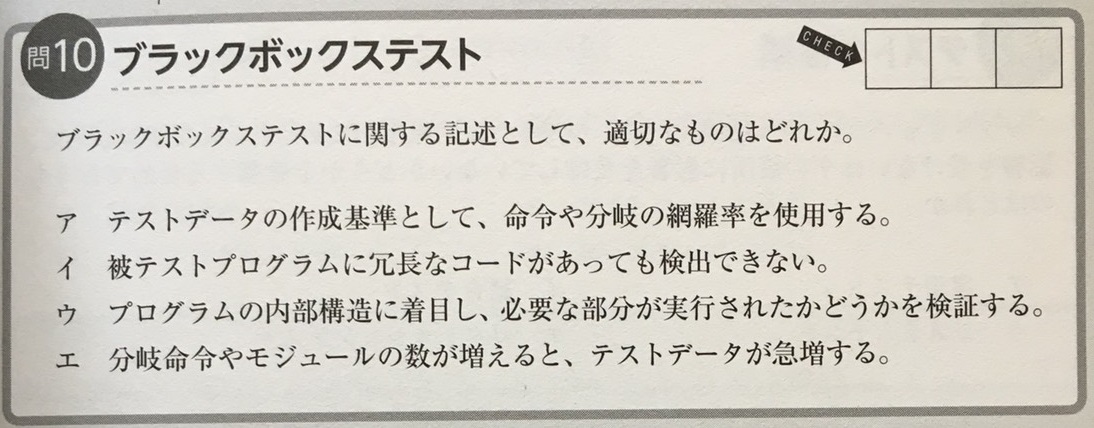 問10 ブラックボックステスト
CHECK
ブラックボックステストに関する記述として、適切なものはどれか。
ア テストデータの作成基準として、命令や分岐の網羅率を使用する。
イ 被テストプログラムに冗長なコードがあっても検出できない。
ウ プログラムの内部構造に着目し、必要な部分が実行されたかどうかを検証する。
エ 分岐命令やモジュールの数が増えると、テストデータが急増する。